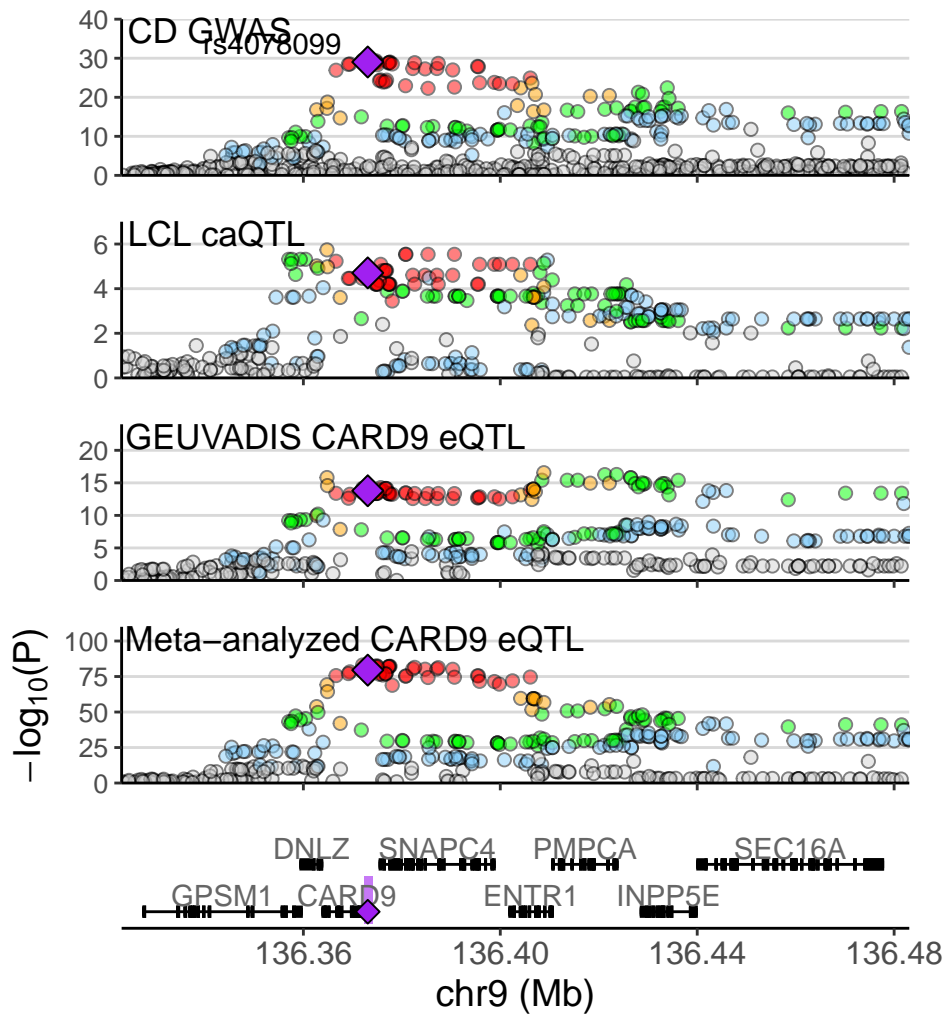 CD GWAS
rs4078099
40
30
20
10
0
LCL caQTL
6
4
2
0
GEUVADIS CARD9 eQTL
20
15
10
5
0
Meta−analyzed CARD9 eQTL
100
75
50
25
0
−log10(P)
DNLZ SNAPC4 PMPCA SEC16A
GPSM1 CARD9 ENTR1 INPP5E
136.36 136.40 136.44 136.48
chr9 (Mb)